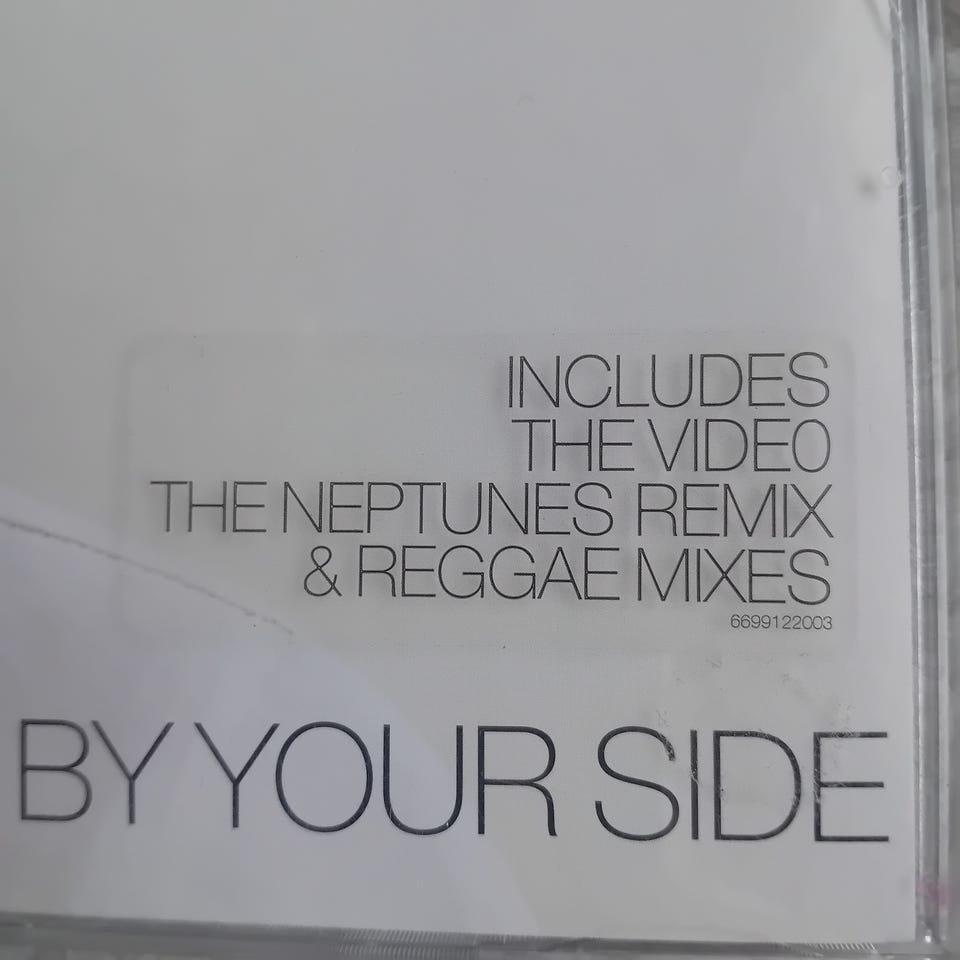 INCLUDES
THE VIDEO
THE NEPTUNES REMIX
& REGGAE MIXES
6699122003
BY YOUR SIDE